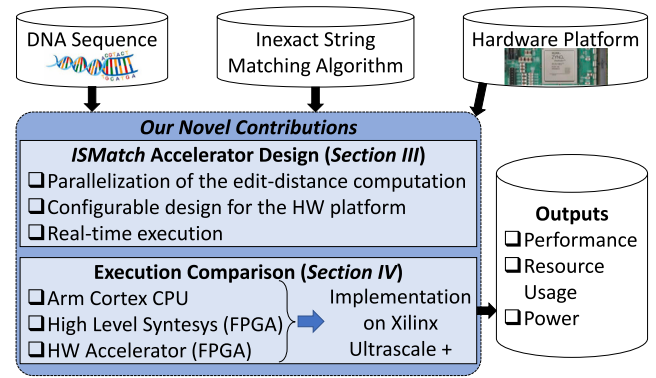 DNA Sequence
CGTACT
GCATGA
Inexact String
Matching Algorithm
Hardware Platform
Our Novel Contributions
ISMatch Accelerator Design (Section III)
❑Parallelization of the edit-distance computation
❑Configurable design for the HW platform
❑Real-time execution
Execution Comparison (Section IV)
❑Arm Cortex CPU
❑High Level Syntesys (FPGA)
❑HW Accelerator (FPGA)
Implementation
on Xilinx
Ultrascale +
Outputs
❑Performance
❑Resource
Usage
❑Power